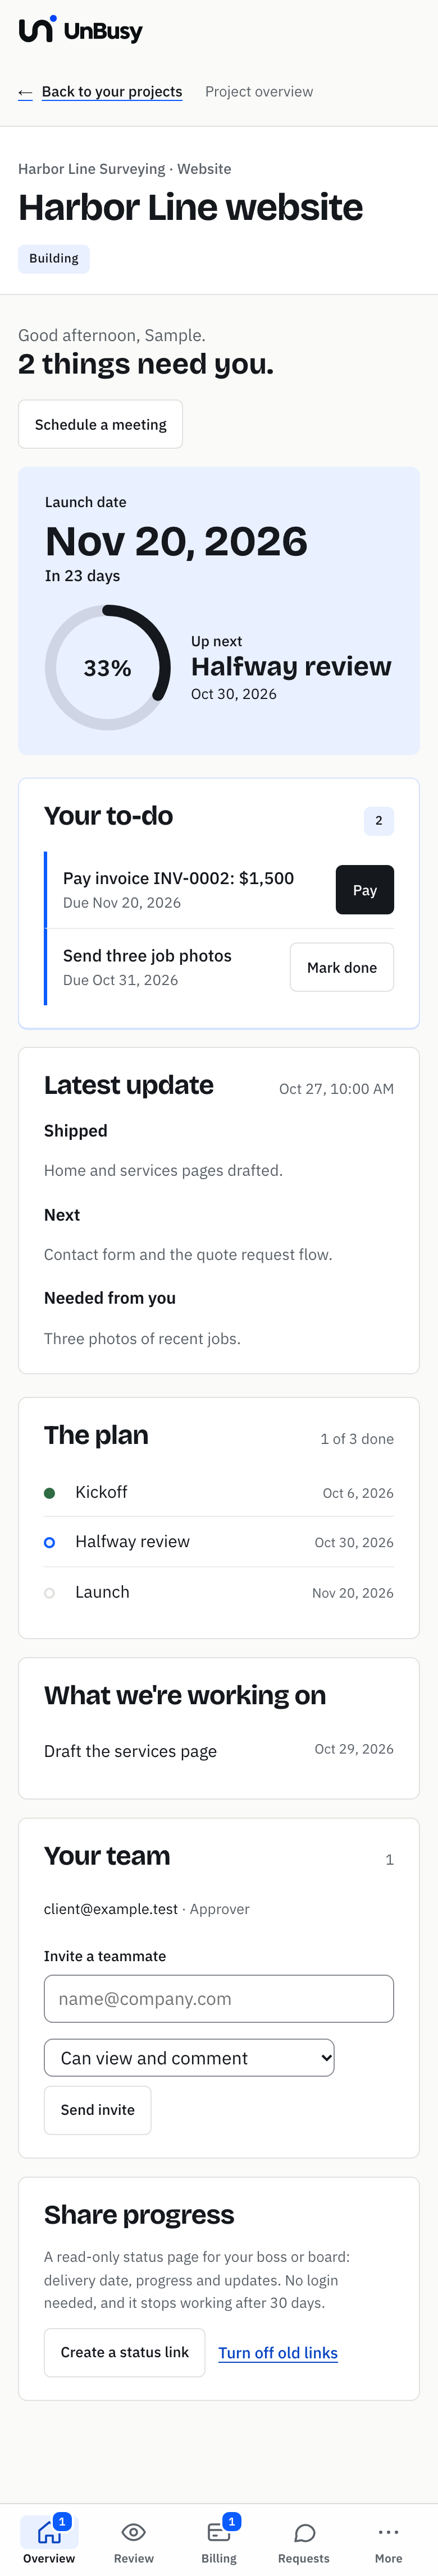 UnBusy
← Back to your projects Project overview
Harbor Line Surveying · Website
Harbor Line website
Building
Good afternoon, Sample.
2 things need you.
Schedule a meeting
Launch date
Nov 20, 2026
In 23 days
33%
Up next
Halfway review
Oct 30, 2026
Your to-do 2
Pay invoice INV-0002: $1,500
Due Nov 20, 2026
Pay
Send three job photos
Due Oct 31, 2026
Mark done
Latest update Oct 27, 10:00 AM
Shipped
Home and services pages drafted.
Next
Contact form and the quote request flow.
Needed from you
Three photos of recent jobs.
The plan 1 of 3 done
Kickoff Oct 6, 2026
Halfway review Oct 30, 2026
Launch Nov 20, 2026
What we're working on
Draft the services page Oct 29, 2026
Your team 1
client@example.test · Approver
Invite a teammate
name@company.com
Can view and comment
Send invite
Share progress
A read-only status page for your boss or board:
delivery date, progress and updates. No login
needed, and it stops working after 30 days.
Create a status link Turn off old links
1 1
Overview Review Billing Requests More